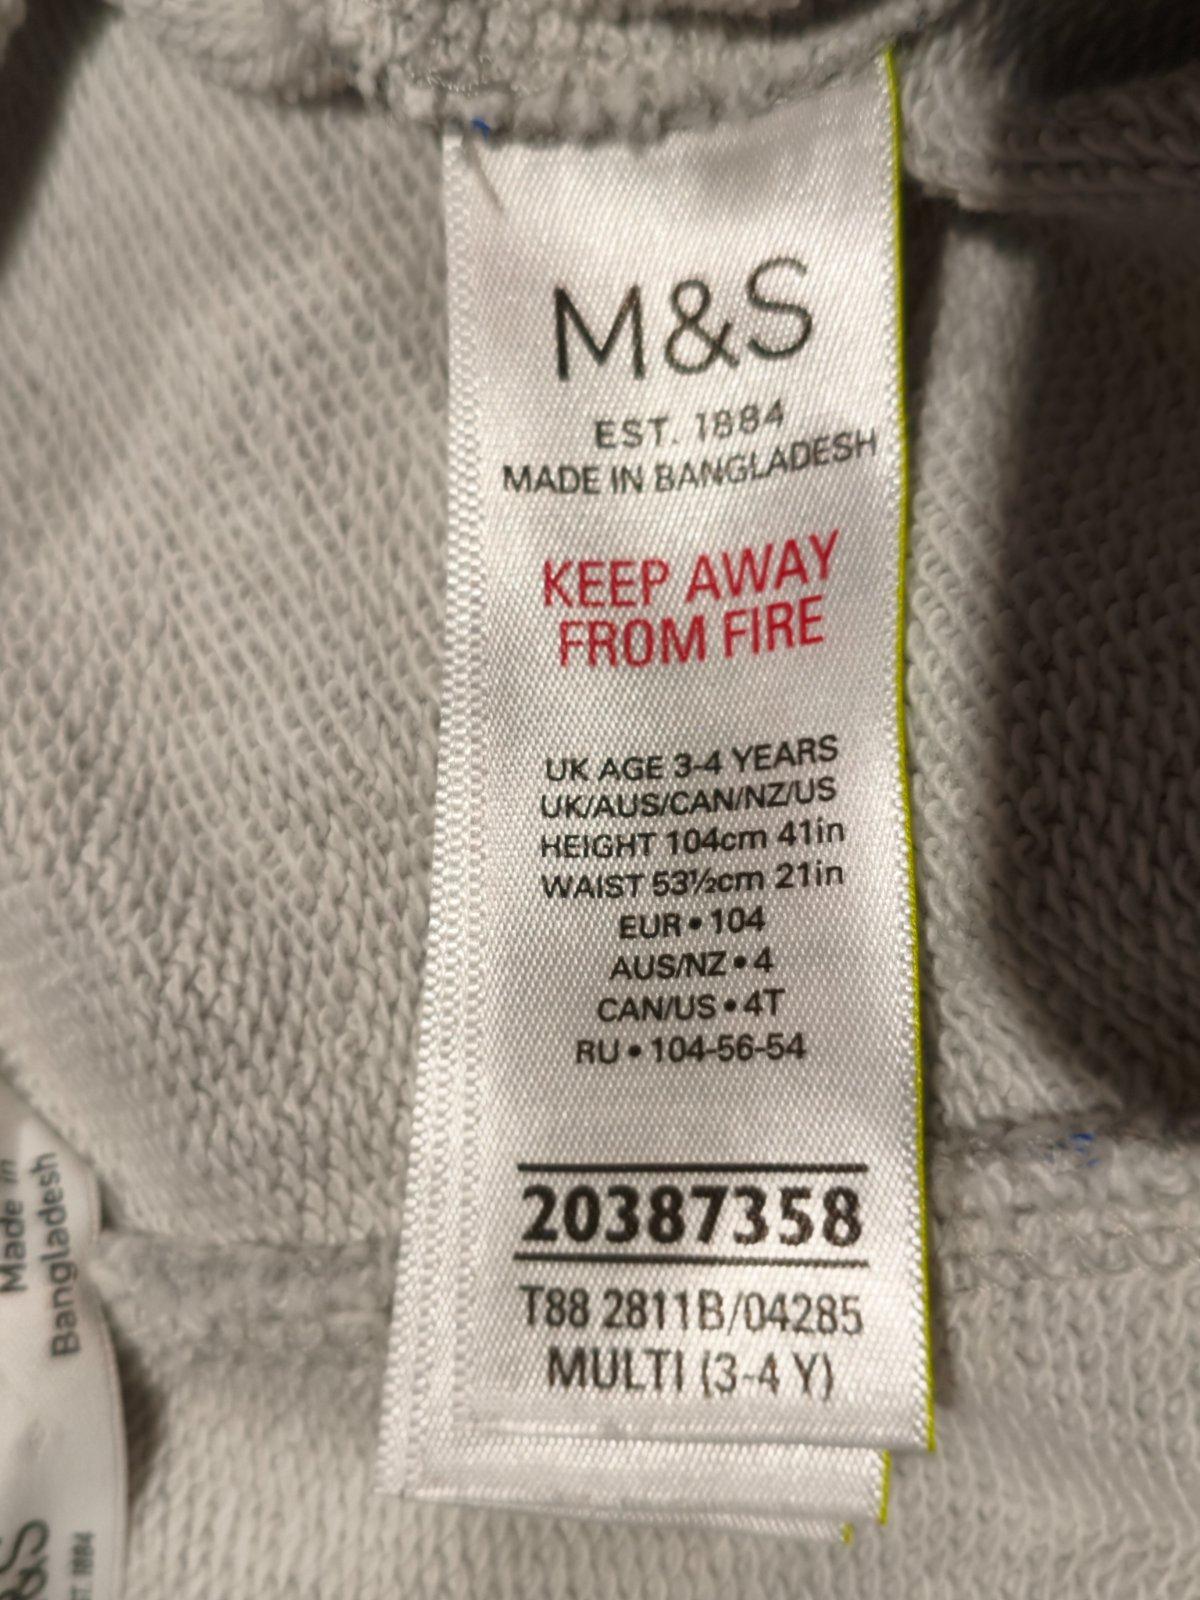 M&S
EST. 1884
MADE IN BANGLADESH
KEEP AWAY
FROM FIRE
UK AGE 3-4 YEARS
UK/AUS/CAN/NZ/US
HEIGHT 104cm 41in
WAIST 53½cm 21in
EUR • 104
AUS/NZ • 4
CAN/US • 4T
RU • 104-56-54
20387358
T88 2811B/04285
MULTI (3-4 Y)
Made in
Bangladesh
&S
1884